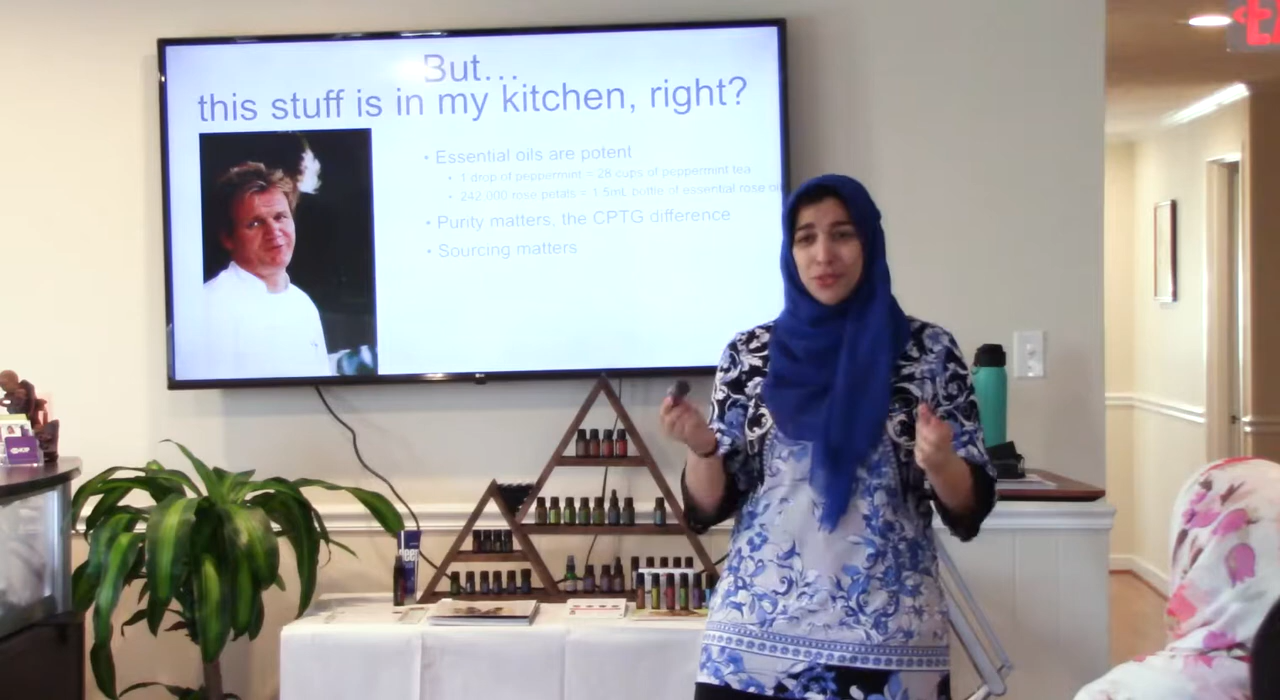 But...
this stuff is in my kitchen, right?
• Essential oils are potent
• 1 drop of peppermint = 28 cups of peppermint tea
• 242,000 rose petals = 1.5mL bottle of essential rose oil
• Purity matters, the CPTG difference
• Sourcing matters